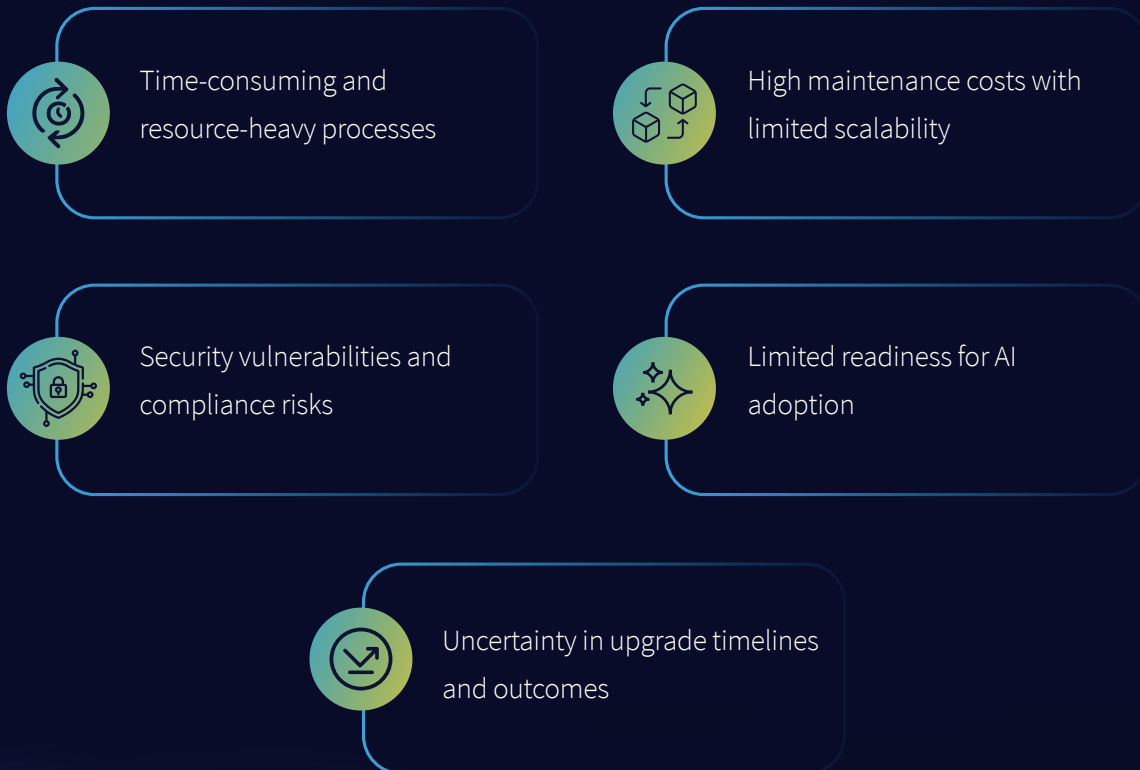 Time-consuming and
resource-heavy processes
High maintenance costs with
limited scalability
Security vulnerabilities and
compliance risks
Limited readiness for AI
adoption
Uncertainty in upgrade timelines
and outcomes